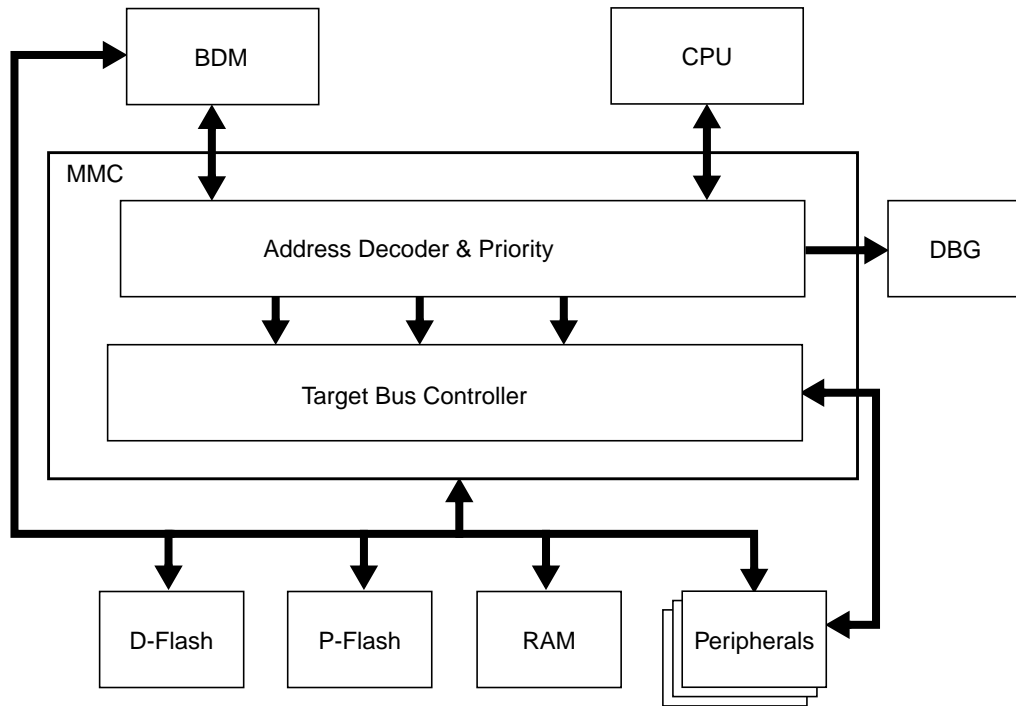 BDM
CPU
MMC
Address Decoder & Priority
DBG
Target Bus Controller
D-Flash
P-Flash
RAM
Peripherals